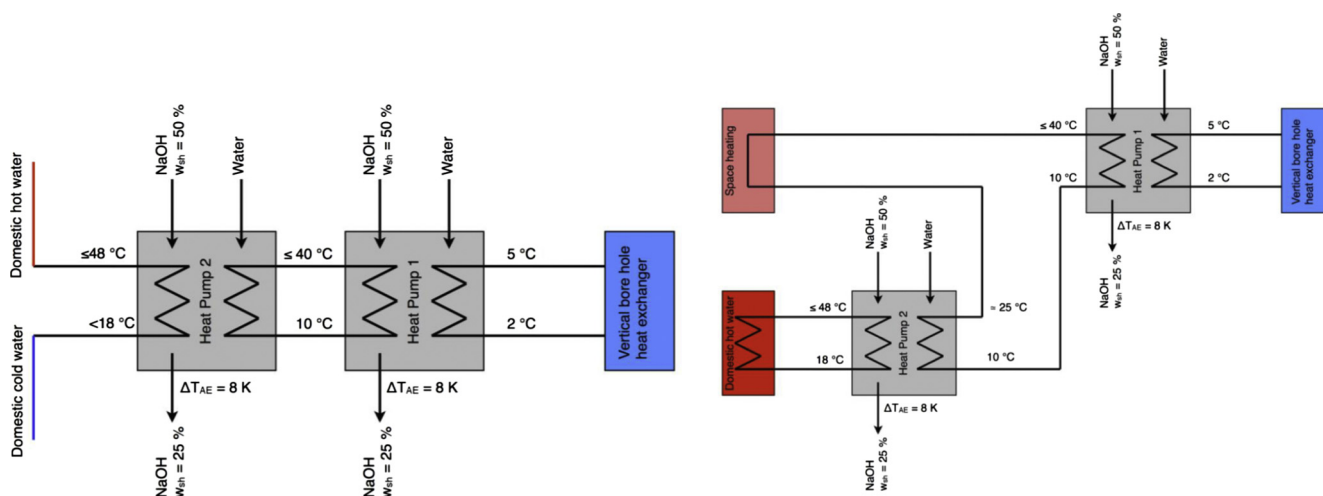 NaOH
wsh = 50 %
Water
NaOH
wsh = 50 %
Water
Domestic hot water
≤48 °C
Heat Pump 2
≤ 40 °C
Heat Pump 1
5 °C
Vertical bore hole
heat exchanger
Domestic cold water
<18 °C
10 °C
2 °C
ΔTAE = 8 K
ΔTAE = 8 K
NaOH
wsh = 25 %
NaOH
wsh = 25 %
NaOH
wsh = 50 %
Water
Space heating
≤ 40 °C
Heat Pump 1
5 °C
Vertical bore hole
heat exchanger
10 °C
2 °C
ΔTAE = 8 K
NaOH
wsh = 25 %
NaOH
wsh = 50 %
Water
Domestic hot water
≤ 48 °C
Heat Pump 2
= 25 °C
18 °C
10 °C
ΔTAE = 8 K
NaOH
wsh = 25 %